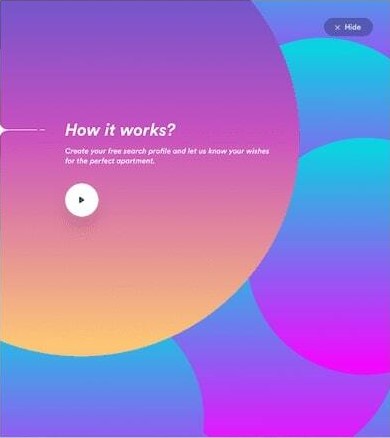 × Hide
How it works?
Create your free search profile and let us know your wishes
for the perfect apartment.